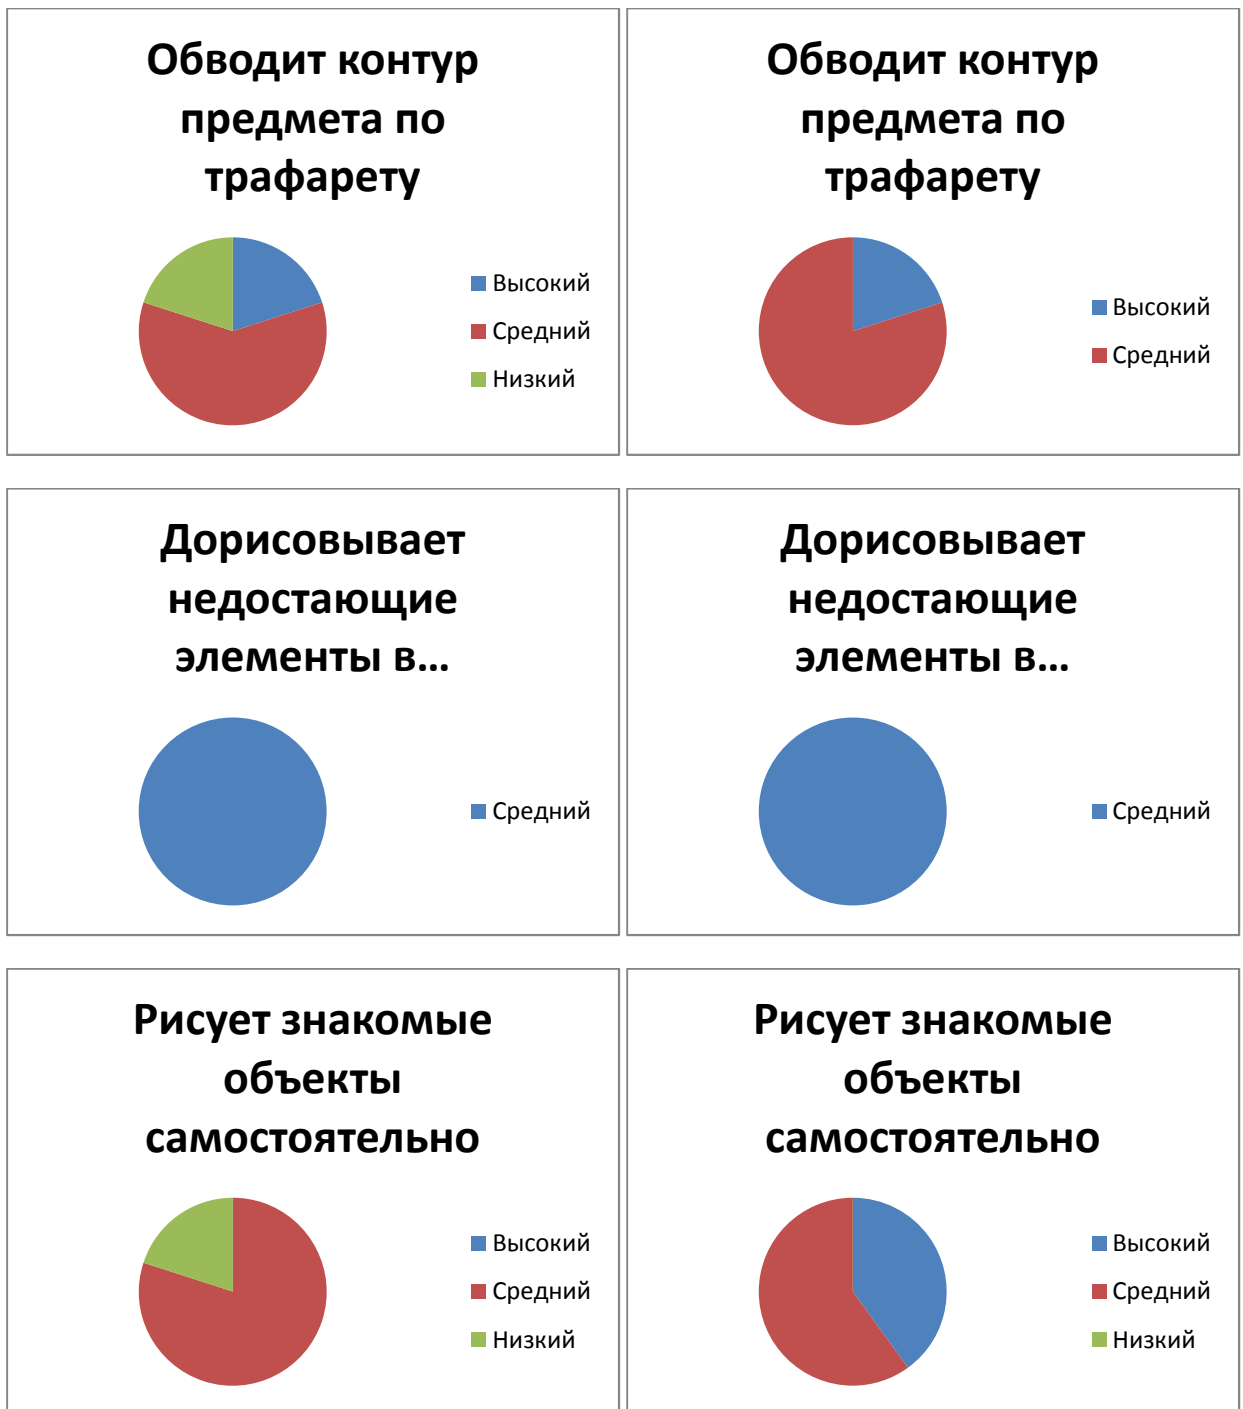 Обводит контур
предмета по
трафарету
Высокий
Средний
Низкий
Обводит контур
предмета по
трафарету
Высокий
Средний
Дорисовывает
недостающие
элементы в...
Средний
Дорисовывает
недостающие
элементы в...
Средний
Рисует знакомые
объекты
самостоятельно
Высокий
Средний
Низкий
Рисует знакомые
объекты
самостоятельно
Высокий
Средний
Низкий